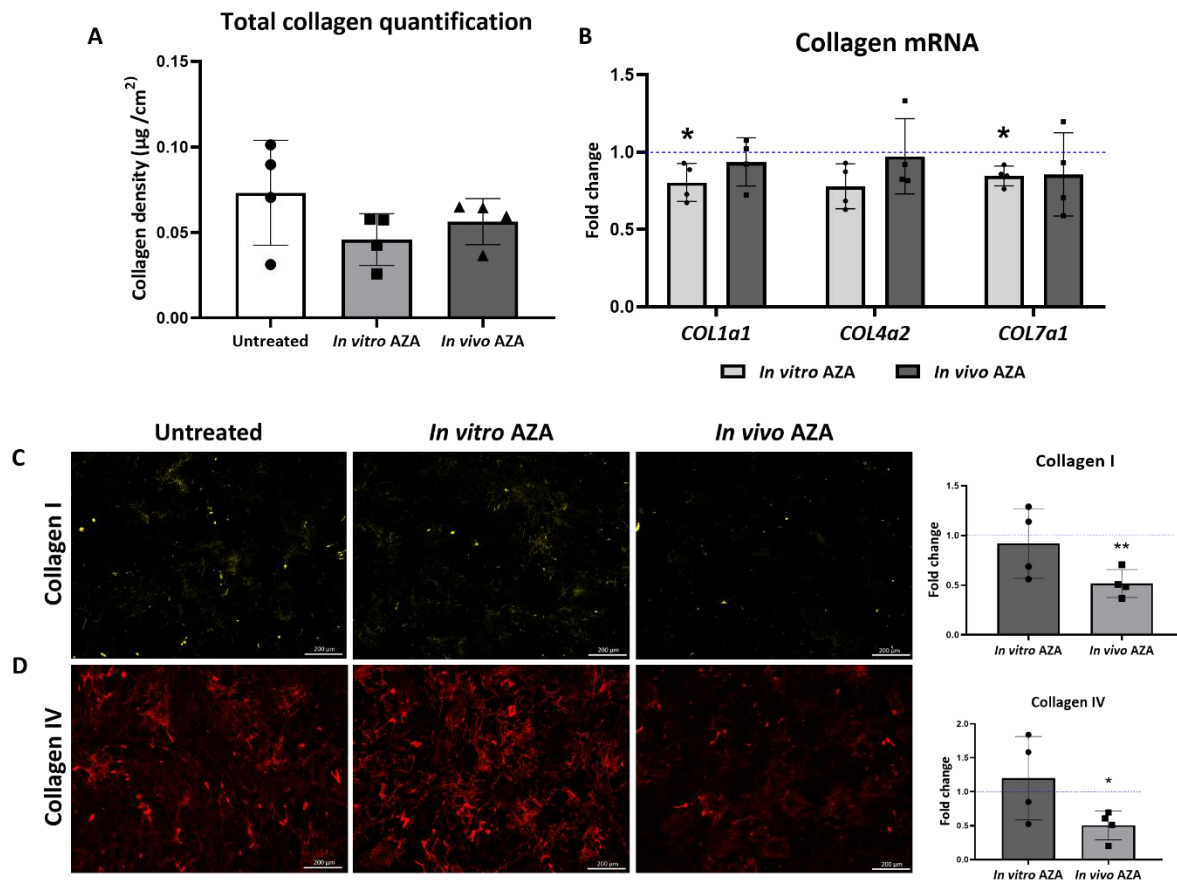 Total collagen quantification
A
0.15
0.10
0.05
0.00
Collagen density (µg /cm²)
Untreated
In vitro AZA
In vivo AZA
B
Collagen mRNA
1.5
1.0
0.5
0.0
Fold change
*
*
COL1a1
COL4a2
COL7a1
In vitro AZA
In vivo AZA
Untreated
In vitro AZA
In vivo AZA
C
Collagen I
200 µm
200 µm
200 µm
Collagen I
1.5
1.0
0.5
0.0
Fold change
**
In vitro AZA
In vivo AZA
D
Collagen IV
200 µm
200 µm
200 µm
Collagen IV
2.0
1.5
1.0
0.5
0.0
Fold change
*
In vitro AZA
In vivo AZA